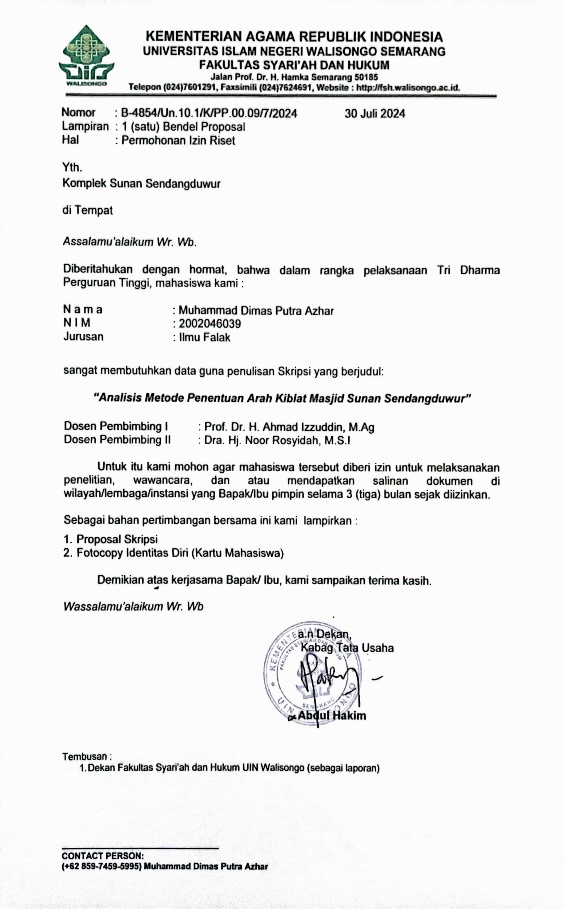 KEMENTERIAN AGAMA REPUBLIK INDONESIA
UNIVERSITAS ISLAM NEGERI WALISONGO SEMARANG
FAKULTAS SYARI'AH DAN HUKUM
Jalan Prof. Dr. H. Hamka Semarang 50185
Telepon (024)7601291, Faxsimili (024)7624691, Website : http://fsh.walisongo.ac.id.
WALISONGO
Nomor : B-4854/Un.10.1/K/PP.00.09/7/2024 30 Juli 2024
Lampiran : 1 (satu) Bendel Proposal
Hal : Permohonan Izin Riset
Yth.
Komplek Sunan Sendangduwur
di Tempat
Assalamu'alaikum Wr. Wb.
Diberitahukan dengan hormat, bahwa dalam rangka pelaksanaan Tri Dharma
Perguruan Tinggi, mahasiswa kami :
N a m a : Muhammad Dimas Putra Azhar
N I M : 2002046039
Jurusan : Ilmu Falak
sangat membutuhkan data guna penulisan Skripsi yang berjudul:
"Analisis Metode Penentuan Arah Kiblat Masjid Sunan Sendangduwur"
Dosen Pembimbing I : Prof. Dr. H. Ahmad Izzuddin, M.Ag
Dosen Pembimbing II : Dra. Hj. Noor Rosyidah, M.S.I
Untuk itu kami mohon agar mahasiswa tersebut diberi izin untuk melaksanakan
penelitian, wawancara, dan atau mendapatkan salinan dokumen di
wilayah/lembaga/instansi yang Bapak/Ibu pimpin selama 3 (tiga) bulan sejak diizinkan.
Sebagai bahan pertimbangan bersama ini kami lampirkan :
1. Proposal Skripsi
2. Fotocopy Identitas Diri (Kartu Mahasiswa)
Demikian atas kerjasama Bapak/ Ibu, kami sampaikan terima kasih.
Wassalamu'alaikum Wr. Wb
a.n Dekan,
Kabag Tata Usaha
Abdul Hakim
Tembusan :
1. Dekan Fakultas Syari'ah dan Hukum UIN Walisongo (sebagai laporan)
CONTACT PERSON:
(+62 859-7459-5995) Muhammad Dimas Putra Azhar